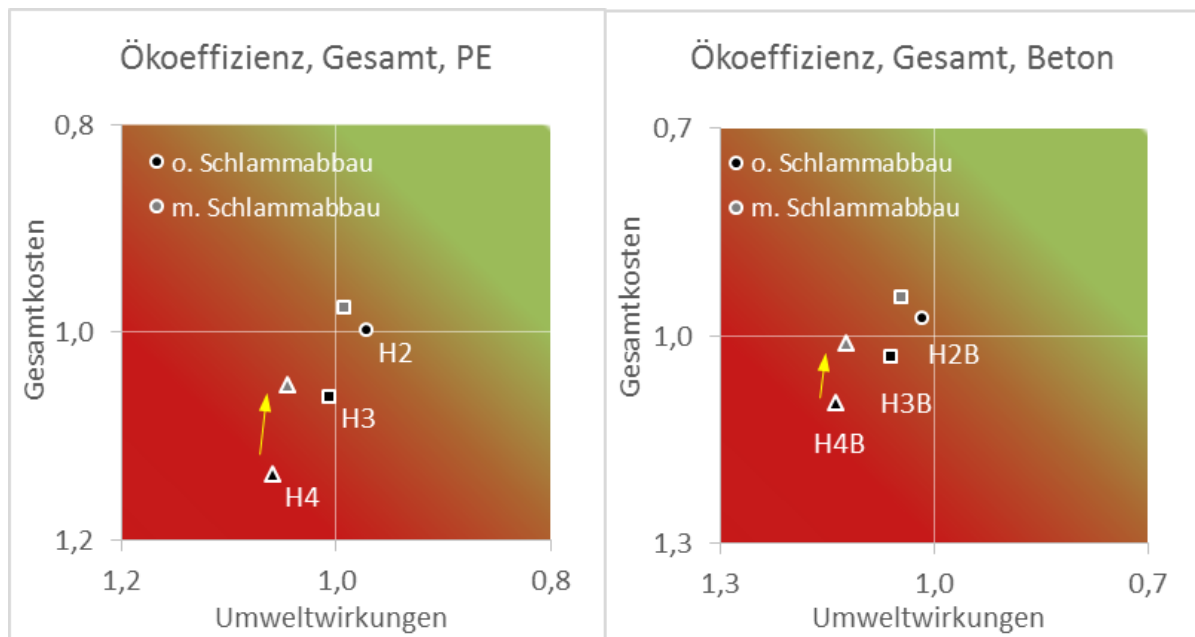 Ökoeffizienz, Gesamt, PE
0,8
o. Schlammabbau
m. Schlammabbau
Gesamtkosten
1,0
H2
H3
H4
1,2
1,2
1,0
0,8
Umweltwirkungen
Ökoeffizienz, Gesamt, Beton
0,7
o. Schlammabbau
m. Schlammabbau
Gesamtkosten
1,0
H2B
H3B
H4B
1,3
1,3
1,0
0,7
Umweltwirkungen